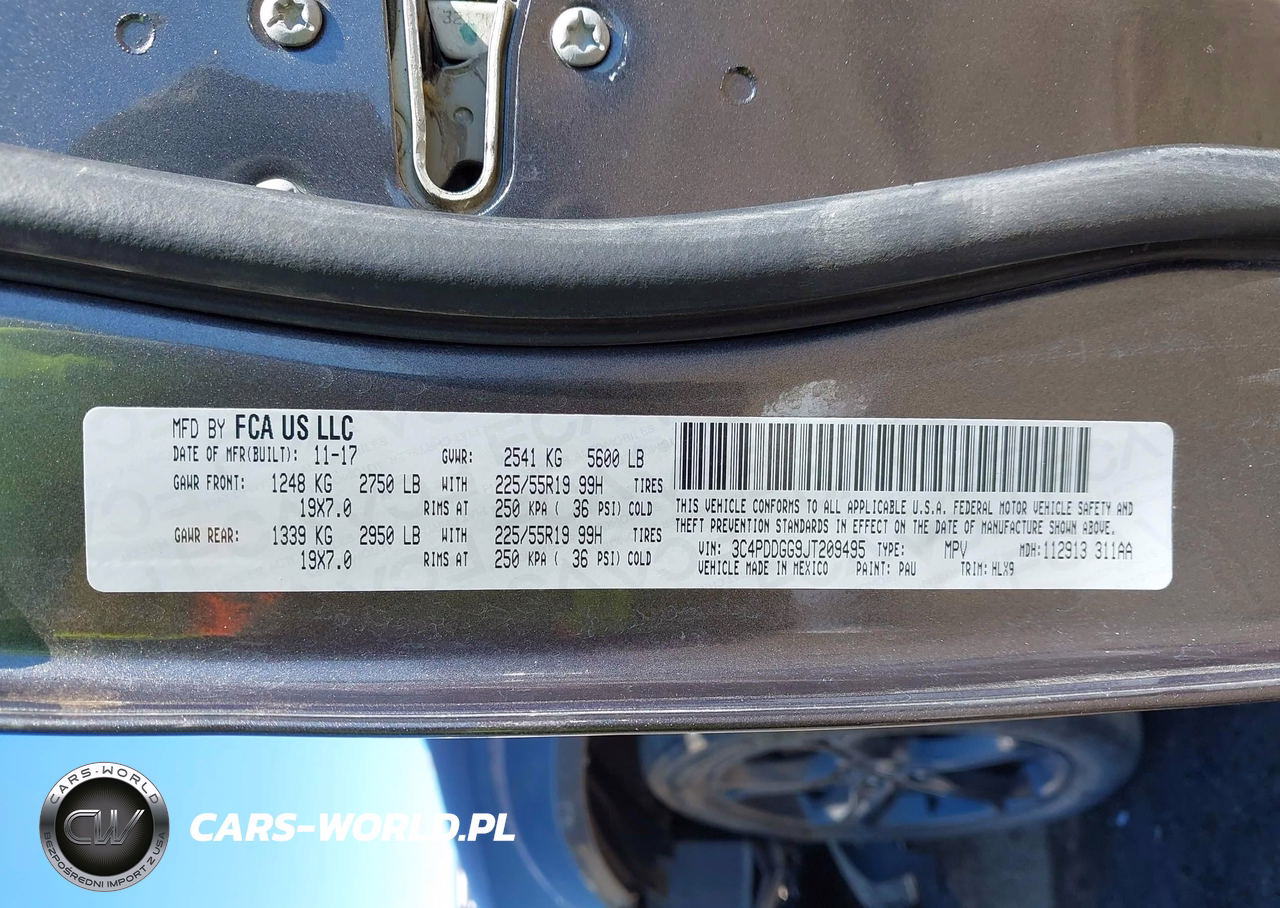 MFD BY FCA US LLC
DATE OF MFR(BUILT): 11-17 GVWR: 2541 KG 5600 LB
GAWR FRONT: 1248 KG 2750 LB WITH 225/55R19 99H TIRES
19X7.0 RIMS AT 250 KPA ( 36 PSI) COLD
GAWR REAR: 1339 KG 2950 LB WITH 225/55R19 99H TIRES
19X7.0 RIMS AT 250 KPA ( 36 PSI) COLD
THIS VEHICLE CONFORMS TO ALL APPLICABLE U.S.A. FEDERAL MOTOR VEHICLE SAFETY AND
THEFT PREVENTION STANDARDS IN EFFECT ON THE DATE OF MANUFACTURE SHOWN ABOVE.
VIN: 3C4PDDGG9JT209495 TYPE: MPV MDH:112913 311AA
VEHICLE MADE IN MEXICO PAINT: PAU TRIM: HLX9
CARS-WORLD
CW
BEZPOŚREDNI IMPORT Z USA
CARS-WORLD.PL